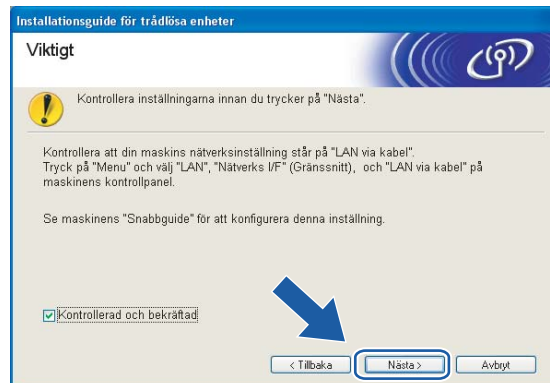 Installationsguide för trådlösa enheter
Viktigt
Kontrollera inställningarna innan du trycker på "Nästa".
Kontrollera att din maskins nätverksinställning står på "LAN via kabel".
Tryck på "Menu" och välj "LAN", "Nätverks I/F" (Gränssnitt), och "LAN via kabel" på
maskinens kontrollpanel.
Se maskinens "Snabbguide" för att konfigurera denna inställning.
Kontrollerad och bekräftad
< Tillbaka
Nästa >
Avbryt